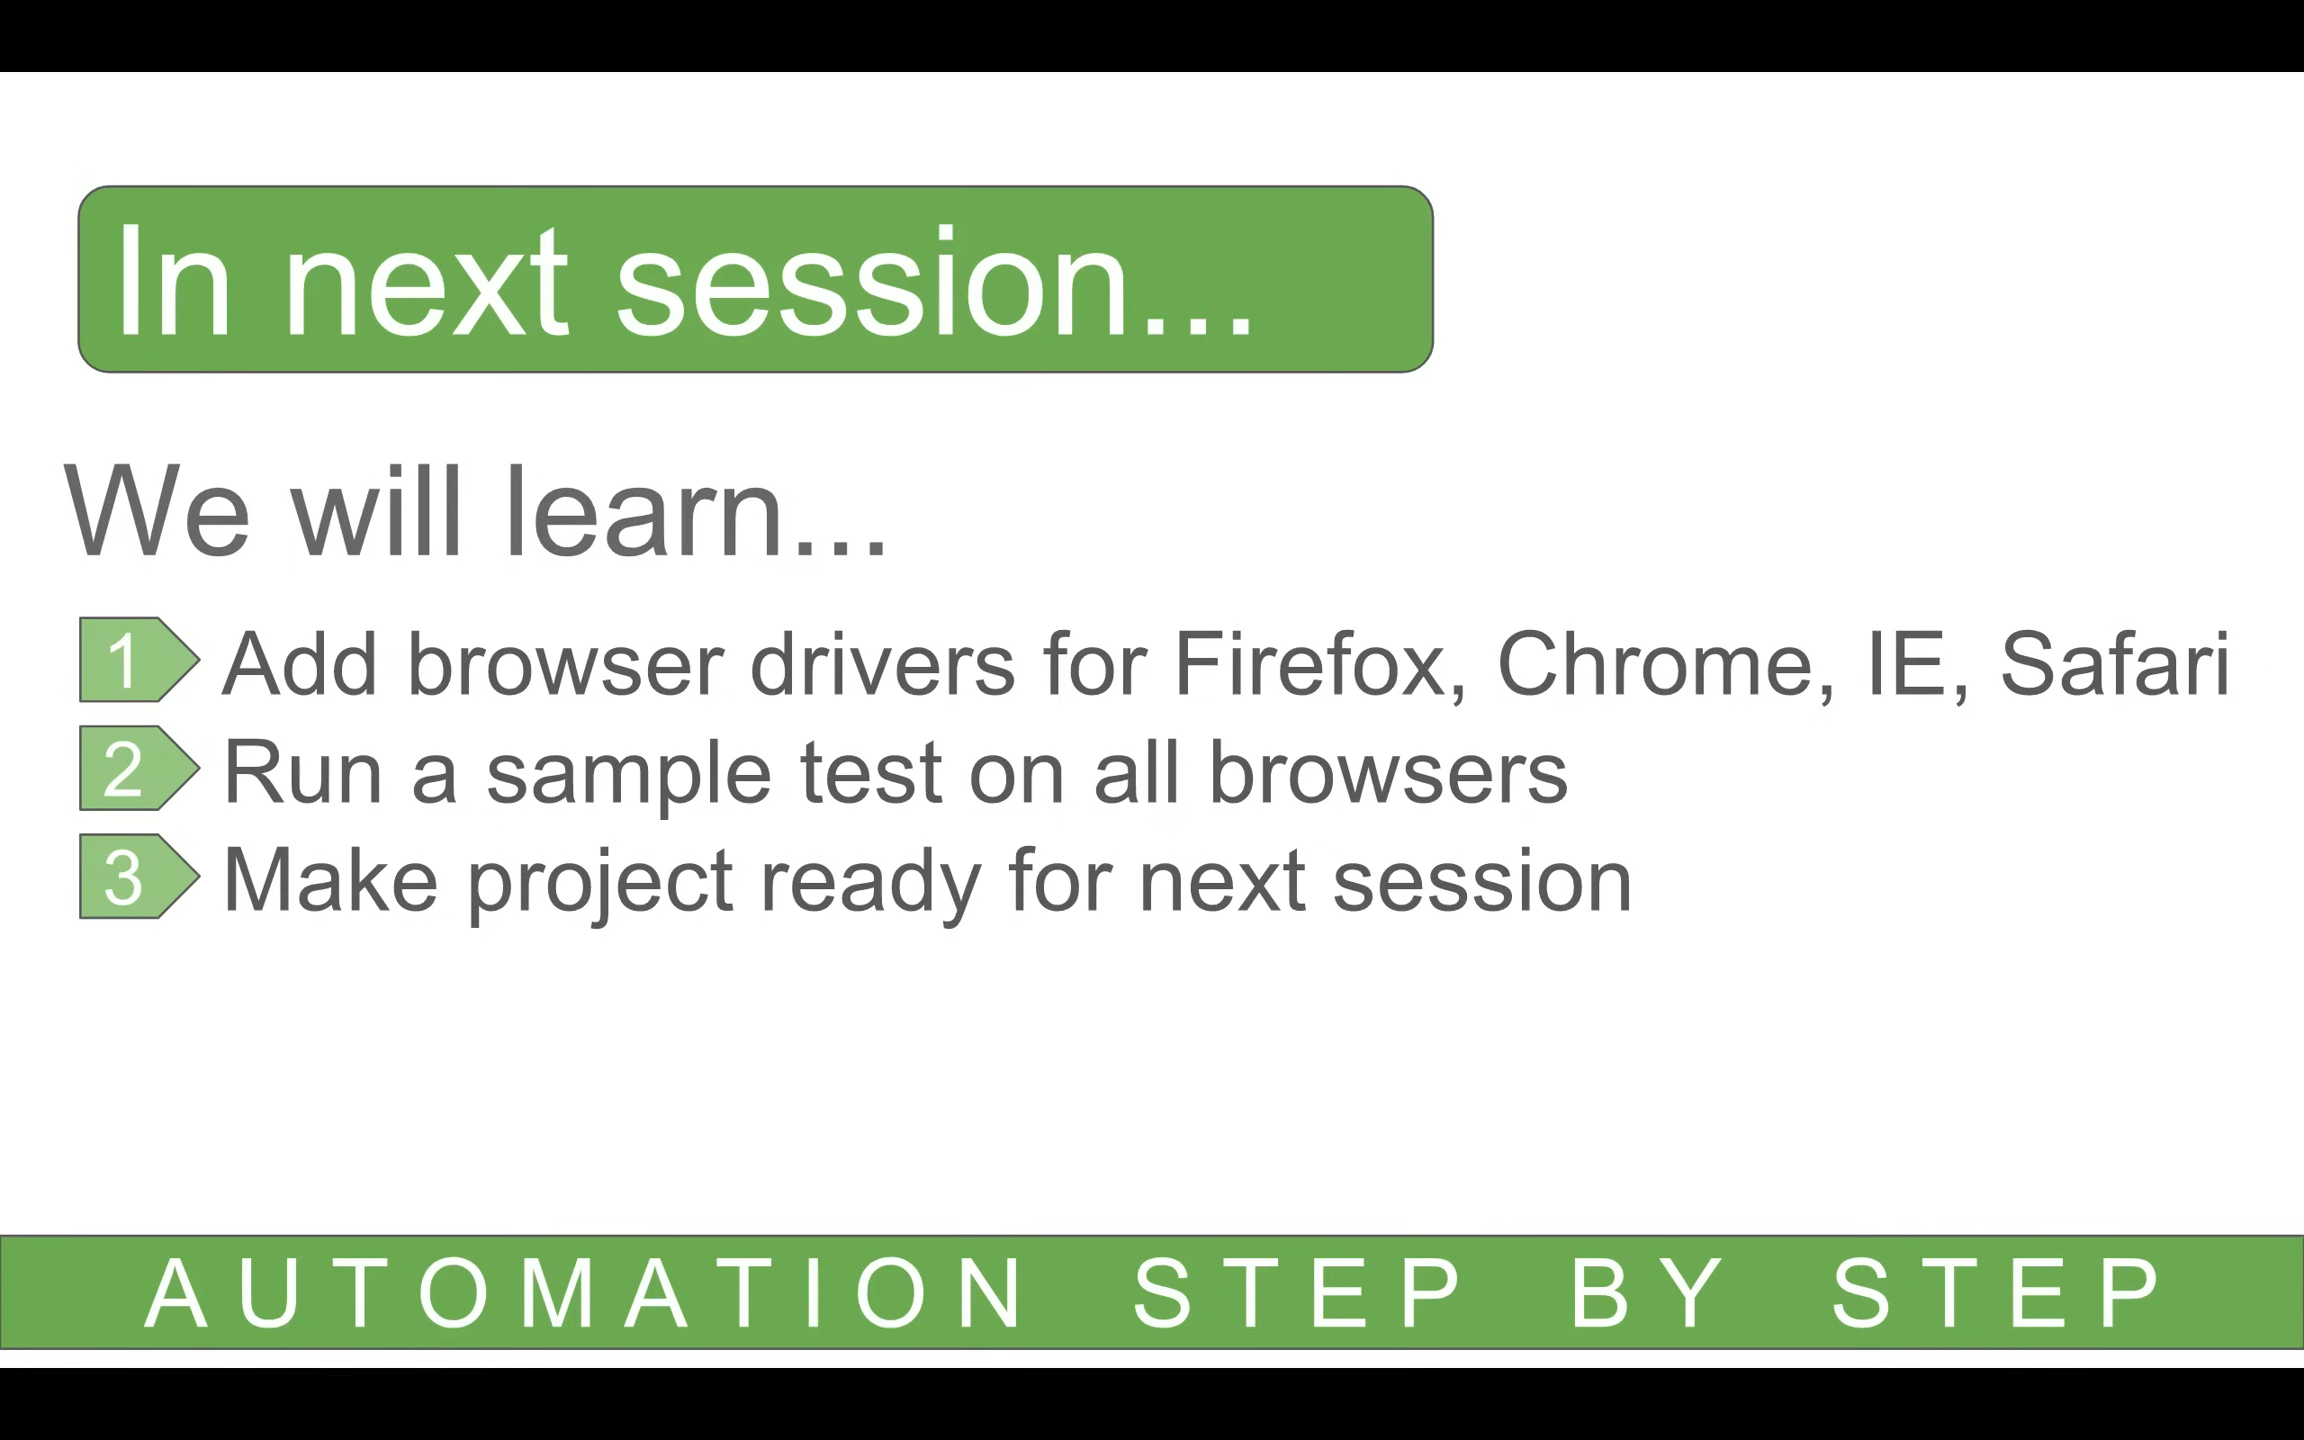 In next session...
We will learn...
1 Add browser drivers for Firefox, Chrome, IE, Safari
2 Run a sample test on all browsers
3 Make project ready for next session
AUTOMATION STEP BY STEP